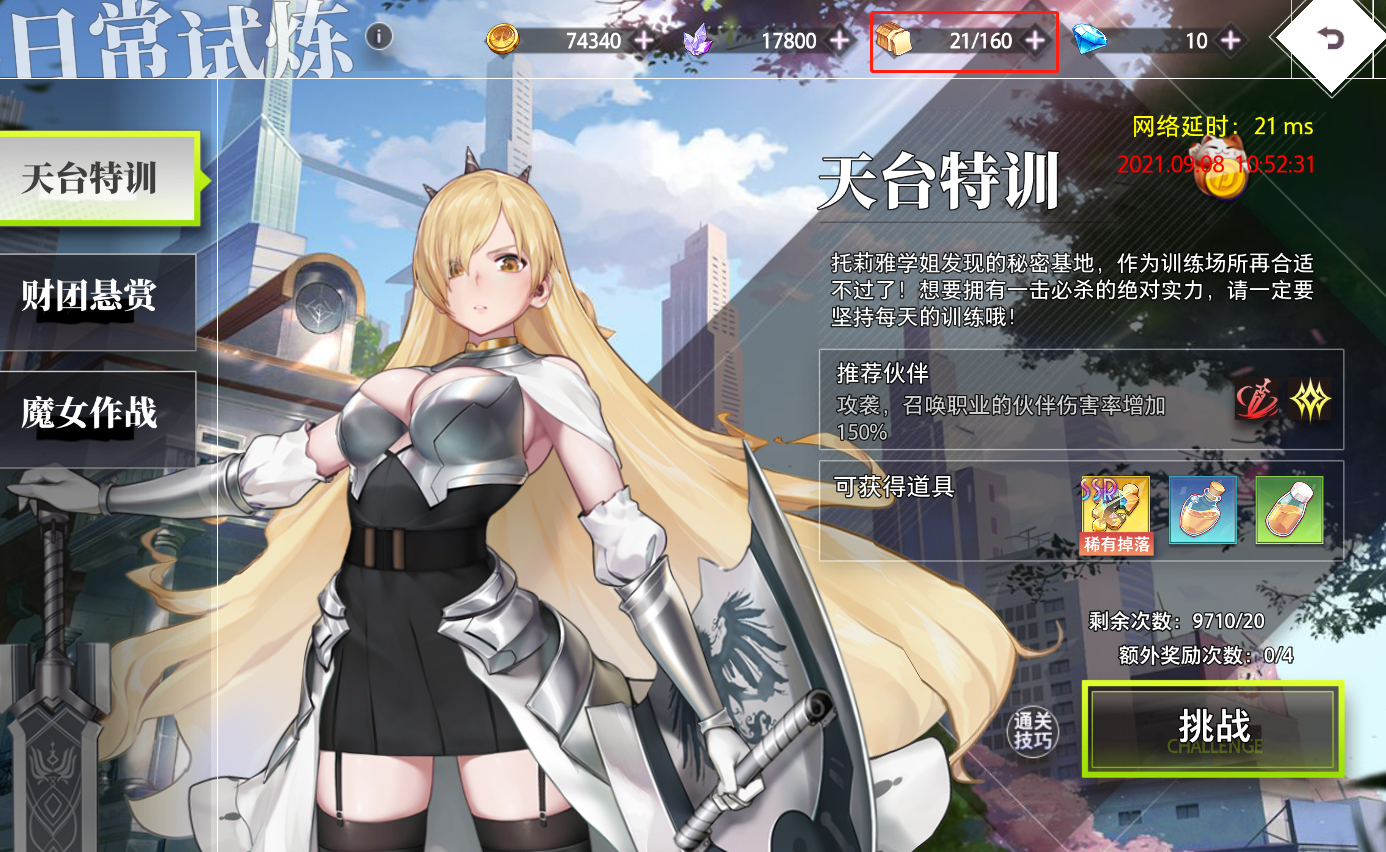 日常试炼
i
74340
17800
21/160
10
网络延时：21 ms
2021.09.08 10:52:31
天台特训
财团悬赏
魔女作战
天台特训
托莉雅学姐发现的秘密基地，作为训练场所再合适
不过了！想要拥有一击必杀的绝对实力，请一定要
坚持每天的训练哦！
推荐伙伴
攻袭，召唤职业的伙伴伤害率增加
150%
可获得道具
SSR
稀有掉落
剩余次数：9710/20
额外奖励次数：0/4
通关
技巧
挑战
CHALLENGE